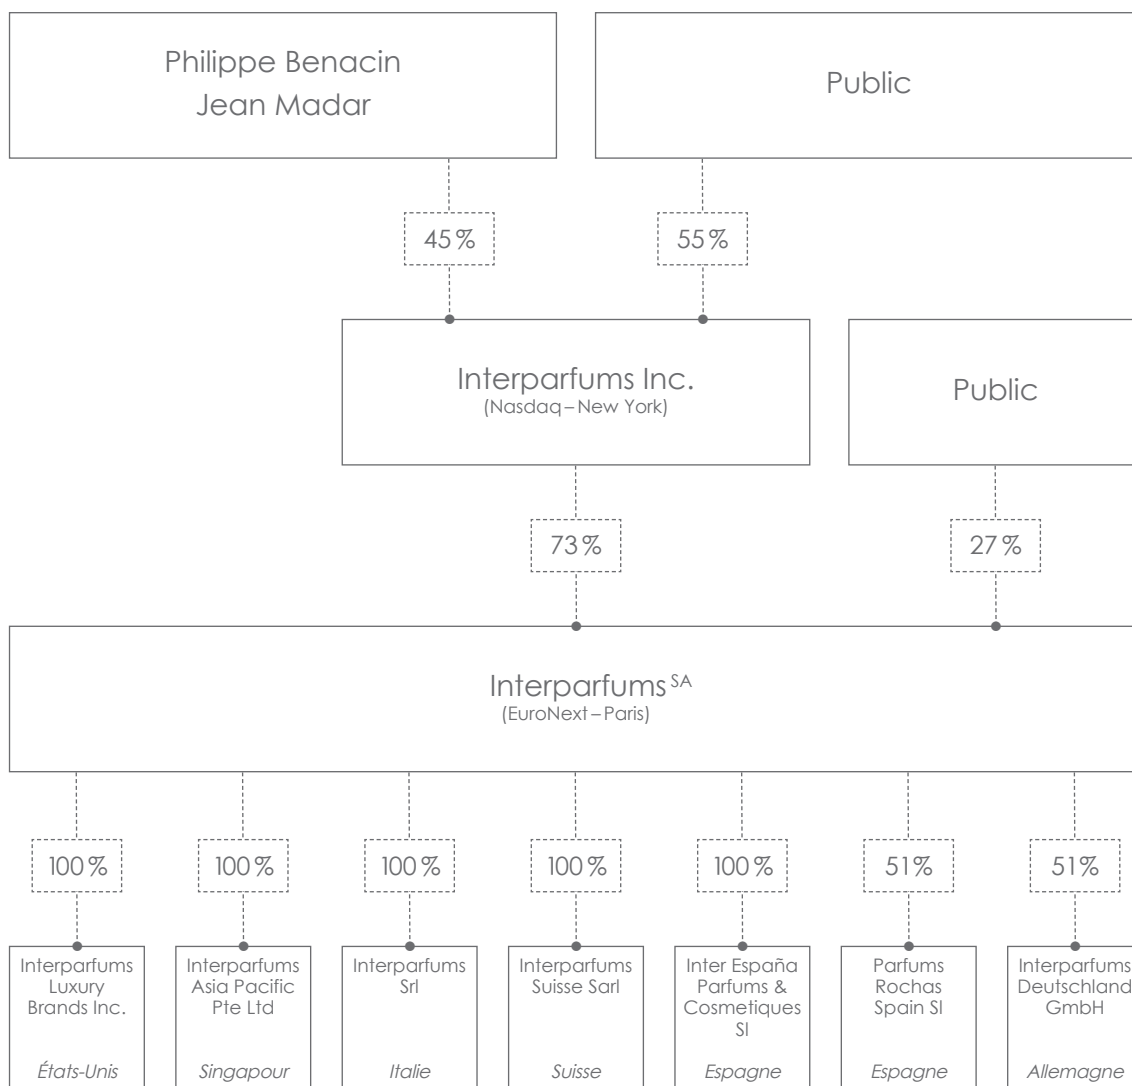 Philippe Benacin
Jean Madar
Public
45 %
55 %
Interparfums Inc.
(Nasdaq – New York)
Public
73 %
27 %
Interparfums SA
(EuroNext – Paris)
100 %
100 %
100 %
100 %
100 %
51 %
51 %
Interparfums
Luxury
Brands Inc.
États-Unis
Interparfums
Asia Pacific
Pte Ltd
Singapour
Interparfums
Srl
Italie
Interparfums
Suisse Sarl
Suisse
Inter España
Parfums &
Cosmetiques
Sl
Espagne
Parfums
Rochas
Spain Sl
Espagne
Interparfums
Deutschland
GmbH
Allemagne